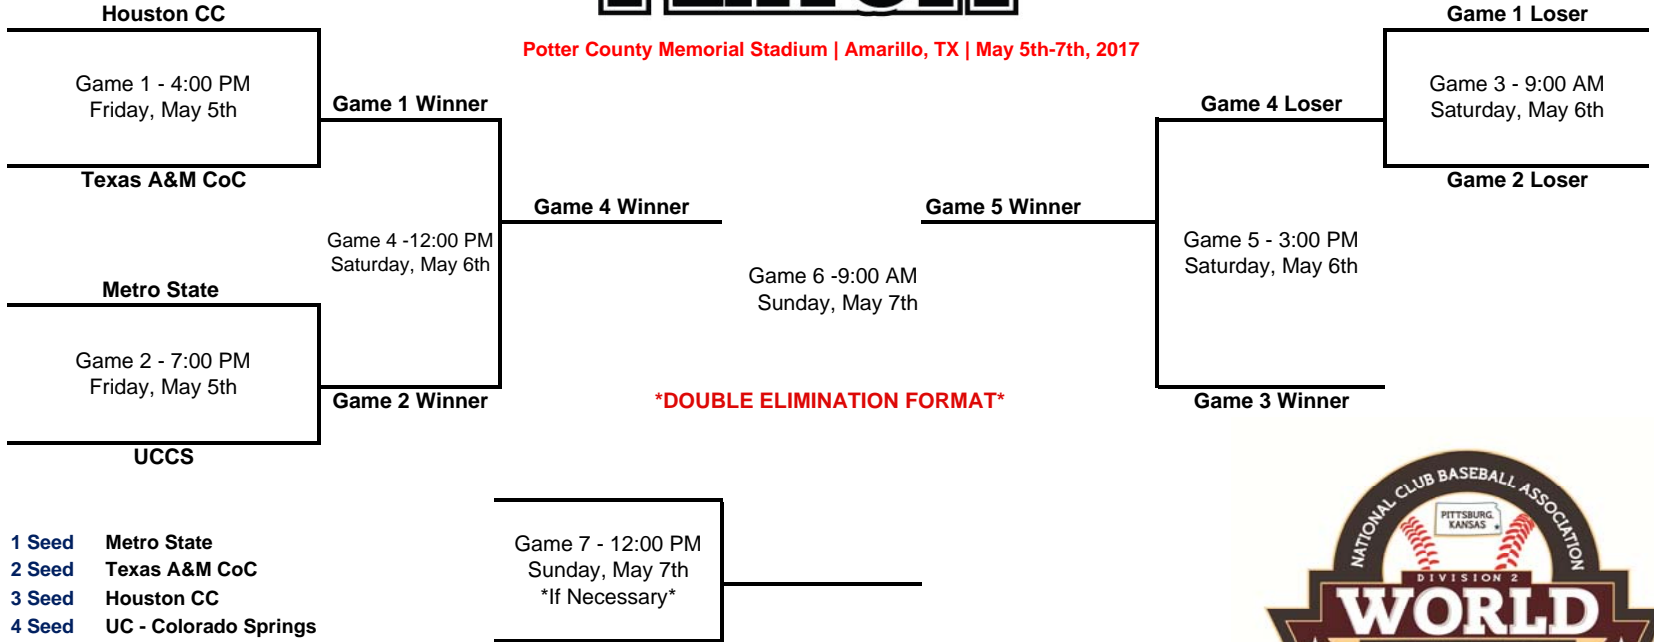 Houston CC
Game 1 - 4:00 PM
Friday, May 5th
Texas A&M CoC
Game 1 Winner
Potter County Memorial Stadium | Amarillo, TX | May 5th-7th, 2017
Game 1 Loser
Game 3 - 9:00 AM
Saturday, May 6th
Game 2 Loser
Game 4 Loser
Game 4 Winner
Game 5 Winner
Game 4 -12:00 PM
Saturday, May 6th
Game 5 - 3:00 PM
Saturday, May 6th
Game 6 -9:00 AM
Sunday, May 7th
Metro State
Game 2 - 7:00 PM
Friday, May 5th
UCCS
Game 2 Winner
*DOUBLE ELIMINATION FORMAT*
Game 3 Winner
1 Seed Metro State
2 Seed Texas A&M CoC
3 Seed Houston CC
4 Seed UC - Colorado Springs
Game 7 - 12:00 PM
Sunday, May 7th
*If Necessary*
NATIONAL CLUB BASEBALL ASSOCIATION
PITTSBURG,
KANSAS
DIVISION 2
WORLD